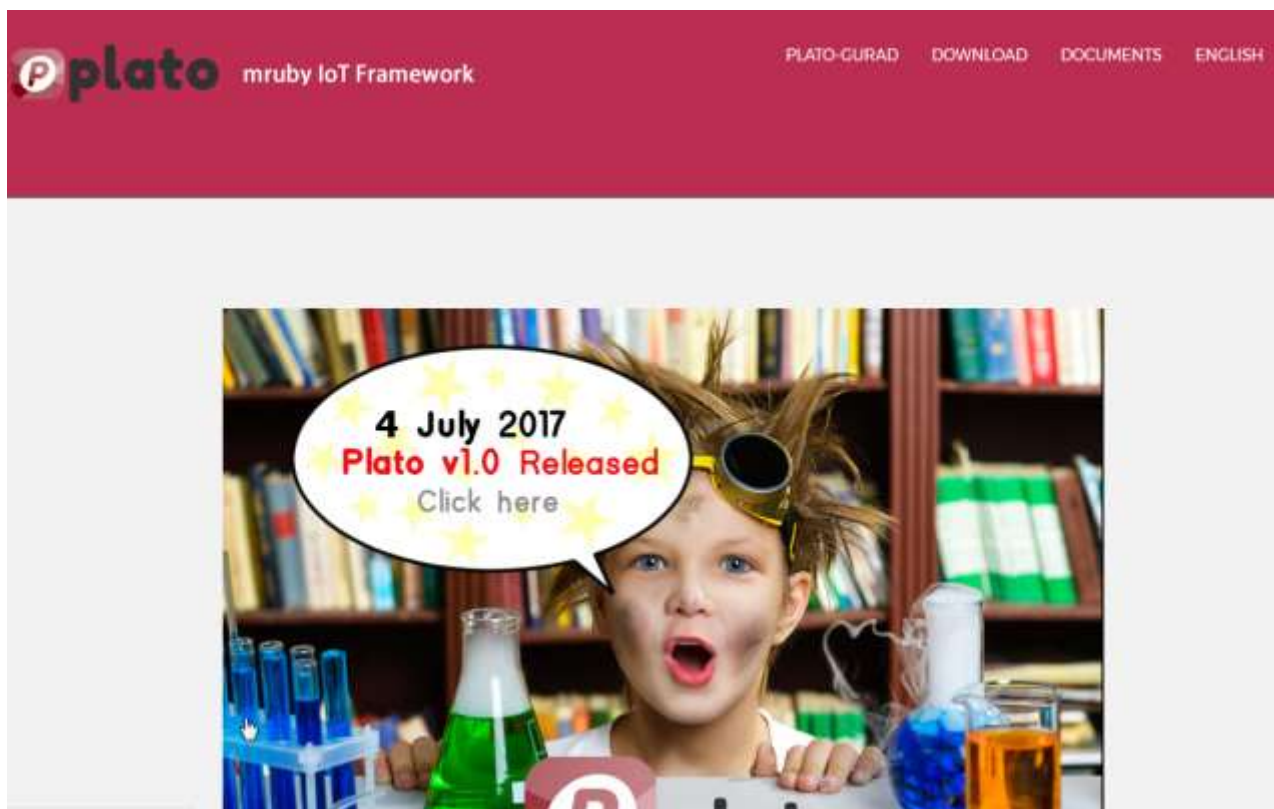 plato mruby IoT Framework
PLATO-GURAD DOWNLOAD DOCUMENTS ENGLISH
4 July 2017
Plato v1.0 Released
Click here